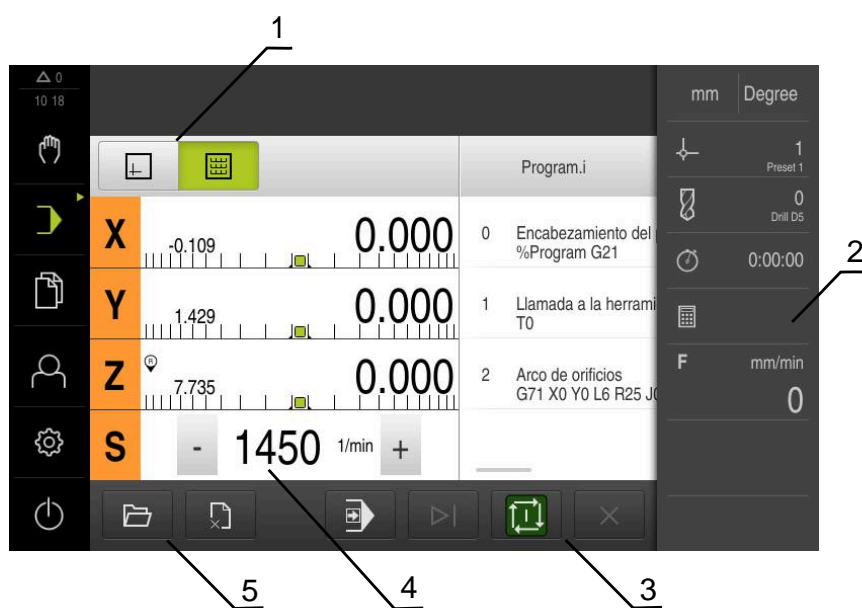 1
0
10 18
mm Degree
1
Preset 1
Program.i
0
Drill D5
X -0.109 0.000
0 Encabezamiento del
%Program G21
0:00:00
2
Y 1.429 0.000
1 Llamada a la herrami
T0
Z R 7.735 0.000
2 Arco de orificios
G71 X0 Y0 L6 R25 J0
F mm/min
0
S - 1450 1/min +
5 4 3